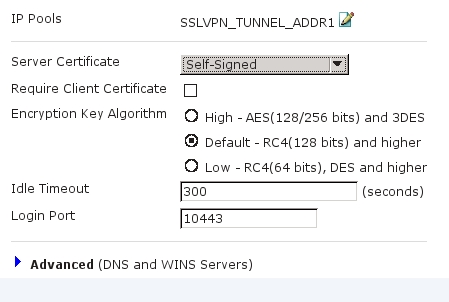 IP Pools SSLVPN_TUNNEL_ADDR1
Server Certificate Self-Signed
Require Client Certificate
Encryption Key Algorithm High - AES(128/256 bits) and 3DES
Default - RC4(128 bits) and higher
Low - RC4(64 bits), DES and higher
Idle Timeout 300 (seconds)
Login Port 10443
Advanced (DNS and WINS Servers)